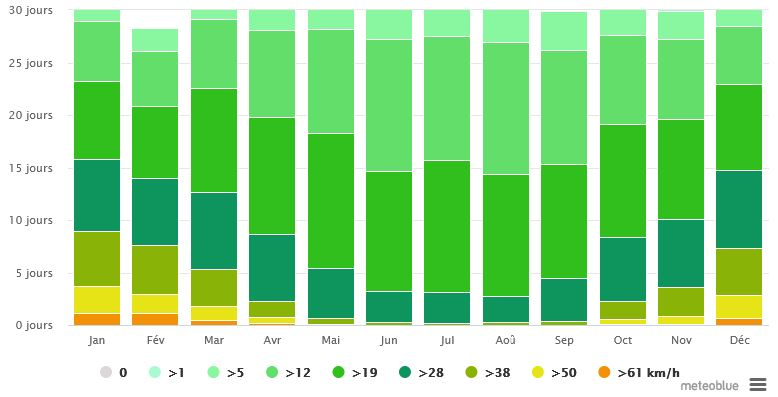 30 jours
25 jours
20 jours
15 jours
10 jours
5 jours
0 jours
Jan Fév Mar Avr Mai Jun Jul Aoû Sep Oct Nov Déc
0 >1 >5 >12 >19 >28 >38 >50 >61 km/h
meteoblue